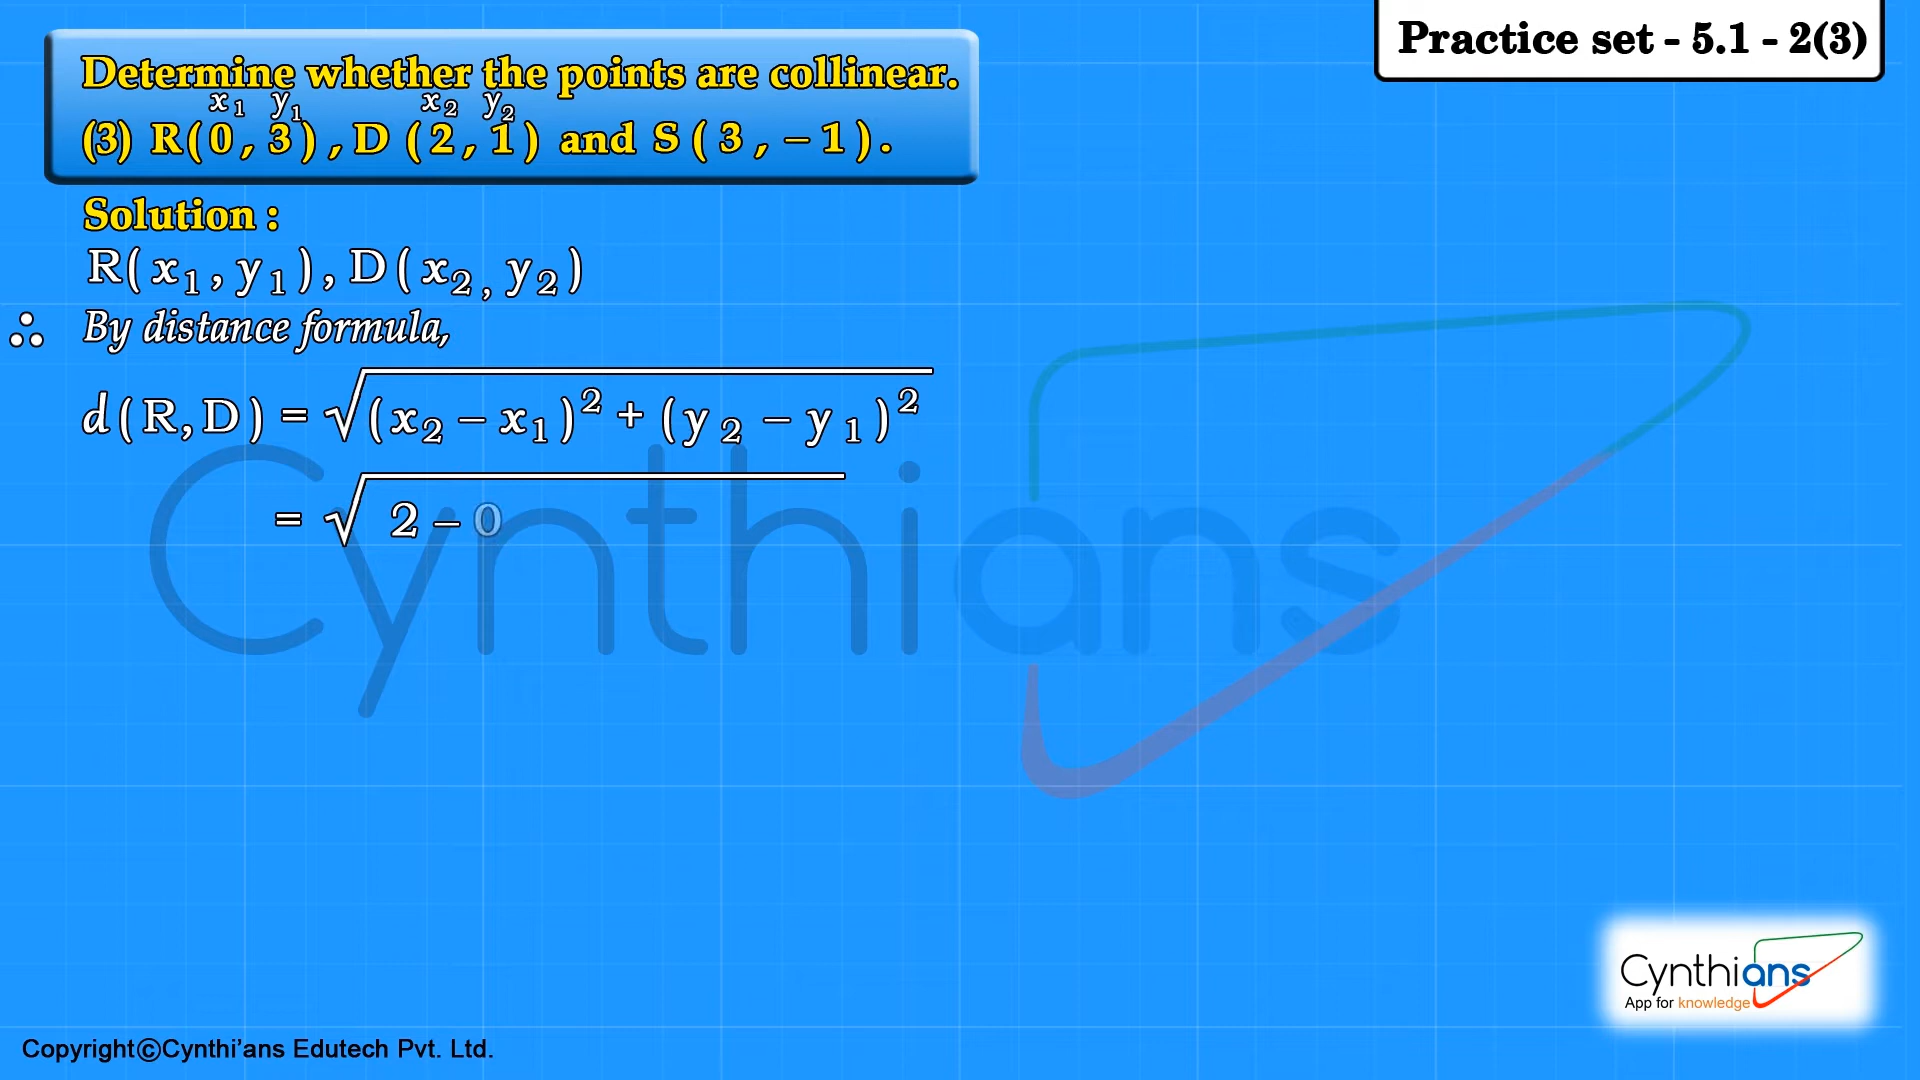 Practice set - 5.1 - 2(3)
Determine whether the points are collinear.
x₁ y₁ x₂ y₂
(3) R(0, 3), D (2, 1) and S (3, – 1).
Solution :
R(x₁, y₁), D(x₂, y₂)
∴ By distance formula,
d(R, D) = √(x₂ – x₁)² + (y₂ – y₁)²
= √ 2 – 0
Cynthians
Cynthians
App for knowledge
Copyright©Cynthi'ans Edutech Pvt. Ltd.